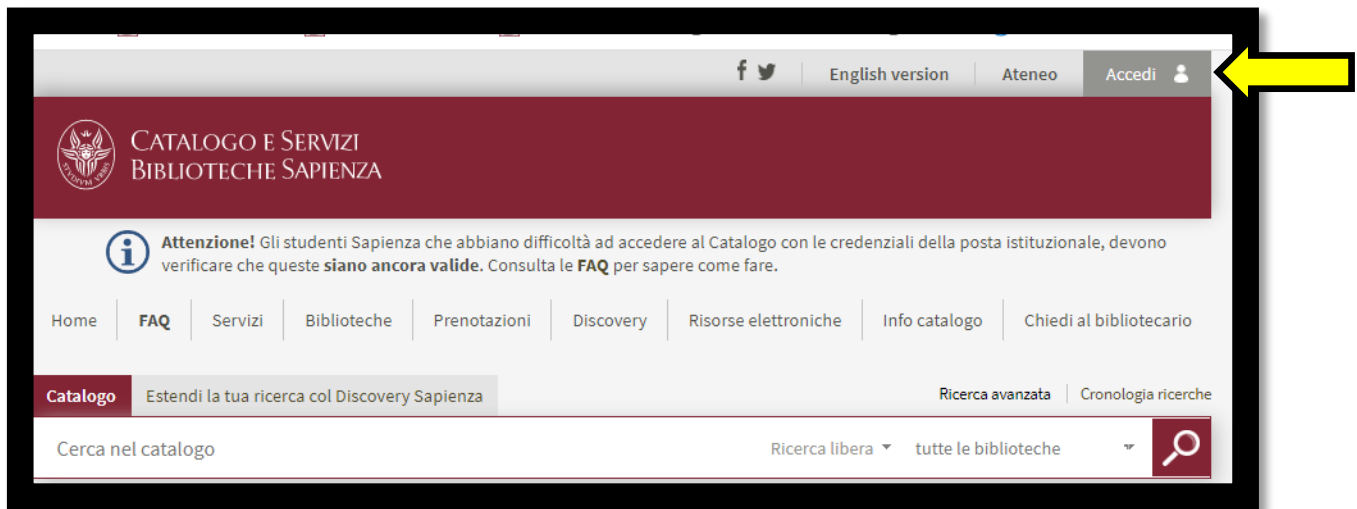 f English version Ateneo Accedi
CATALOGO E SERVIZI
BIBLIOTECHE SAPIENZA
STVDIVM VRBIS
Attenzione! Gli studenti Sapienza che abbiano difficoltà ad accedere al Catalogo con le credenziali della posta istituzionale, devono
verificare che queste siano ancora valide. Consulta le FAQ per sapere come fare.
Home FAQ Servizi Biblioteche Prenotazioni Discovery Risorse elettroniche Info catalogo Chiedi al bibliotecario
Catalogo Estendi la tua ricerca col Discovery Sapienza Ricerca avanzata Cronologia ricerche
Cerca nel catalogo Ricerca libera tutte le biblioteche